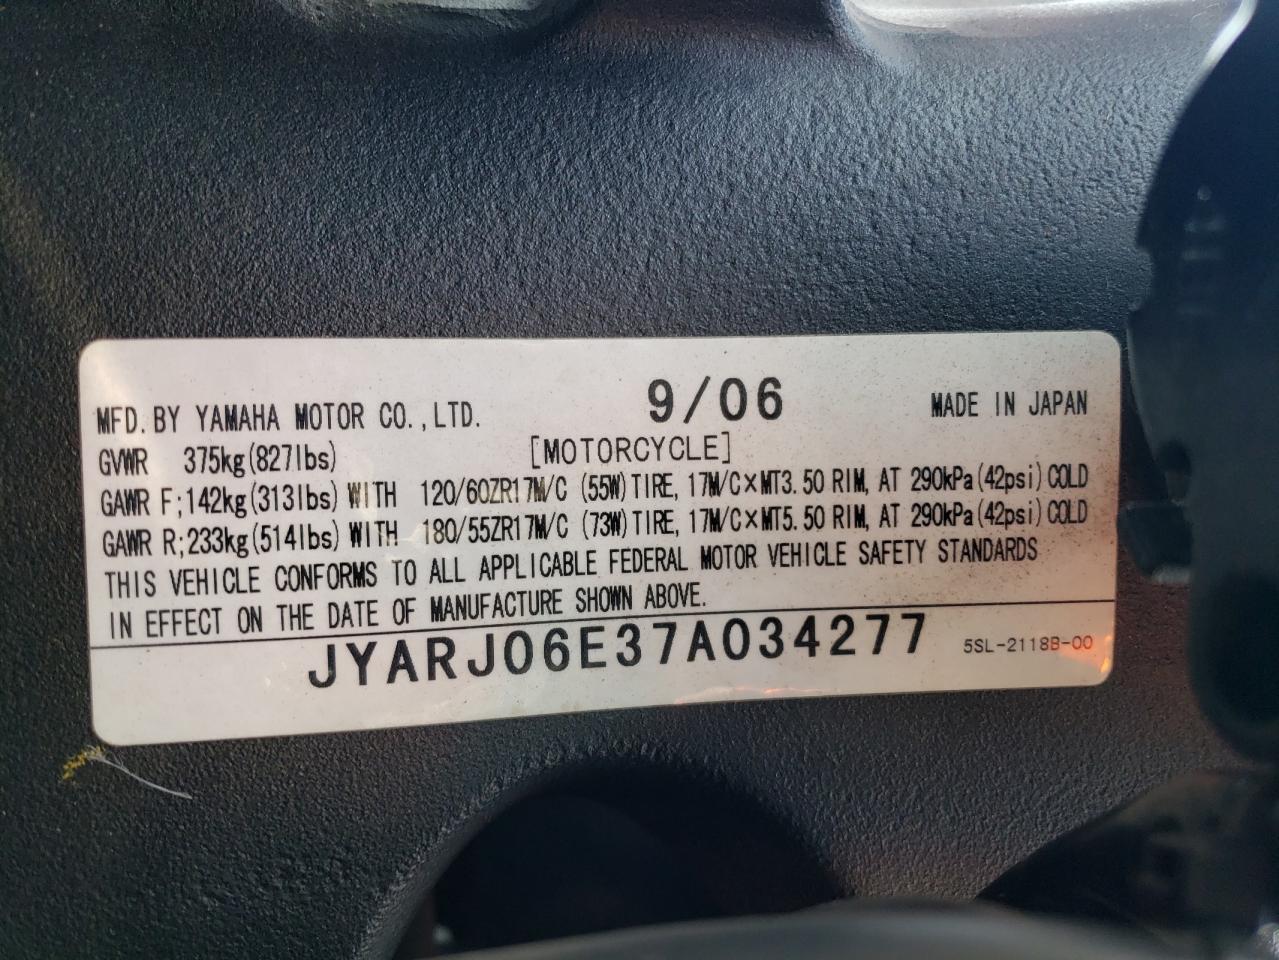 MFD. BY YAMAHA MOTOR CO., LTD. 9/06 MADE IN JAPAN
GVWR 375kg(827lbs) [MOTORCYCLE]
GAWR F;142kg(313lbs) WITH 120/60ZR17M/C (55W)TIRE, 17M/C×MT3.50 RIM, AT 290kPa(42psi)COLD
GAWR R;233kg(514lbs) WITH 180/55ZR17M/C (73W)TIRE, 17M/C×MT5.50 RIM, AT 290kPa(42psi)COLD
THIS VEHICLE CONFORMS TO ALL APPLICABLE FEDERAL MOTOR VEHICLE SAFETY STANDARDS
IN EFFECT ON THE DATE OF MANUFACTURE SHOWN ABOVE.
JYARJ06E37A034277 5SL-2118B-00